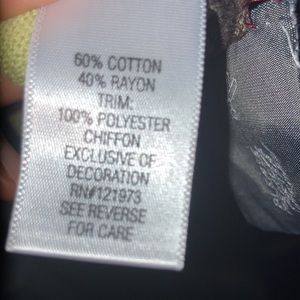 60% COTTON
40% RAYON
TRIM:
100% POLYESTER
CHIFFON
EXCLUSIVE OF
DECORATION
RN#121973
SEE REVERSE
FOR CARE